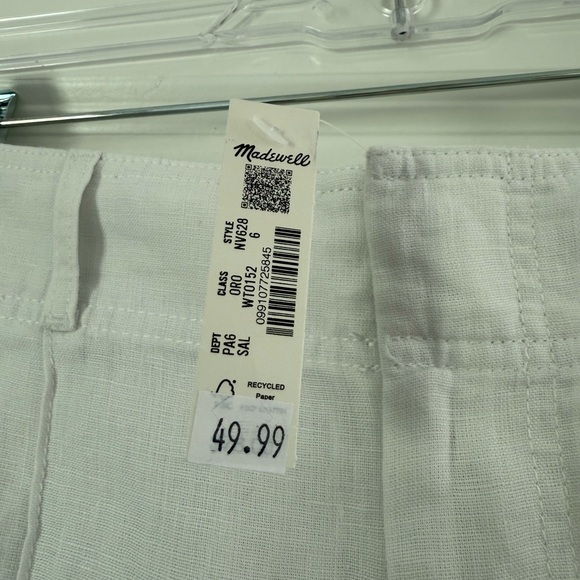 Madewell
STYLE
NV628
6
CLASS
ORO
WT0152
DEPT
PA6
SAL
099107725845
RECYCLED
Paper
49.99